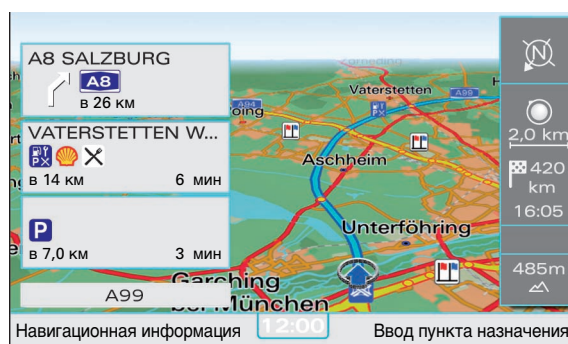 A8 SALZBURG
A8
в 26 км
VATERSTETTEN W...
в 14 км 6 мин
P
в 7,0 км 3 мин
A99
Vaterstetten
A94
A99
Aschheim
Unterföhring
Garching
bei München
N
2,0 km
420
km
16:05
485m
Навигационная информация
12:00
Ввод пункта назначения